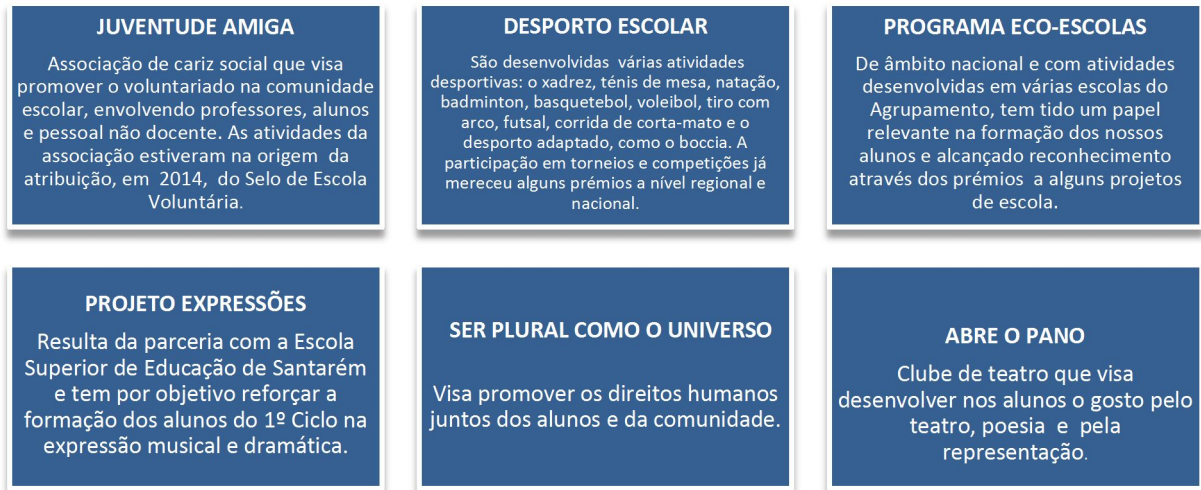 JUVENTUDE AMIGA
Associação de cariz social que visa
promover o voluntariado na comunidade
escolar, envolvendo professores, alunos
e pessoal não docente. As atividades da
associação estiveram na origem da
atribuição, em 2014, do Selo de Escola
Voluntária.
DESPORTO ESCOLAR
São desenvolvidas várias atividades
desportivas: o xadrez, ténis de mesa, natação,
badminton, basquetebol, voleibol, tiro com
arco, futsal, corrida de corta-mato e o
desporto adaptado, como o boccia. A
participação em torneios e competições já
mereceu alguns prémios a nível regional e
nacional.
PROGRAMA ECO-ESCOLAS
De âmbito nacional e com atividades
desenvolvidas em várias escolas do
Agrupamento, tem tido um papel
relevante na formação dos nossos
alunos e alcançado reconhecimento
através dos prémios a alguns projetos
de escola.
PROJETO EXPRESSÕES
Resulta da parceria com a Escola
Superior de Educação de Santarém
e tem por objetivo reforçar a
formação dos alunos do 1º Ciclo na
expressão musical e dramática.
SER PLURAL COMO O UNIVERSO
Visa promover os direitos humanos
juntos dos alunos e da comunidade.
ABRE O PANO
Clube de teatro que visa
desenvolver nos alunos o gosto pelo
teatro, poesia e pela
representação.